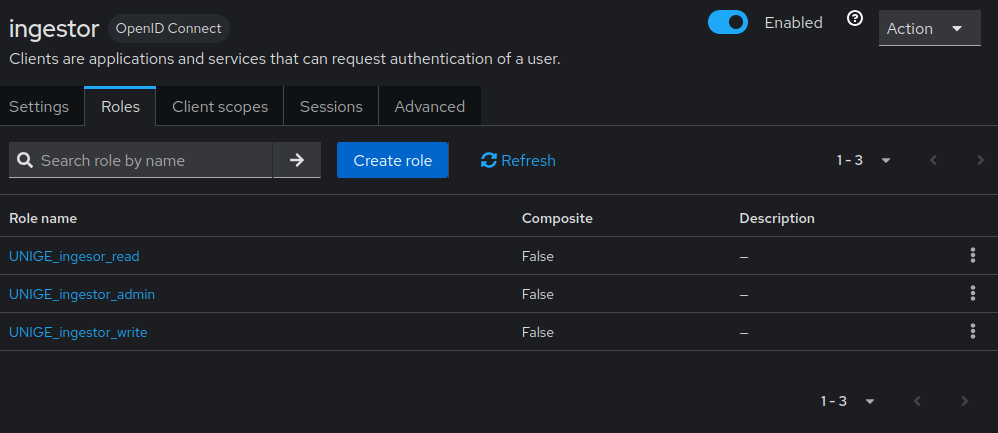 ingestor OpenID Connect Enabled Action
Clients are applications and services that can request authentication of a user.
Settings Roles Client scopes Sessions Advanced
Search role by name Create role Refresh 1 - 3
Role name Composite Description
UNIGE_ingesor_read False –
UNIGE_ingestor_admin False –
UNIGE_ingestor_write False –
1 - 3